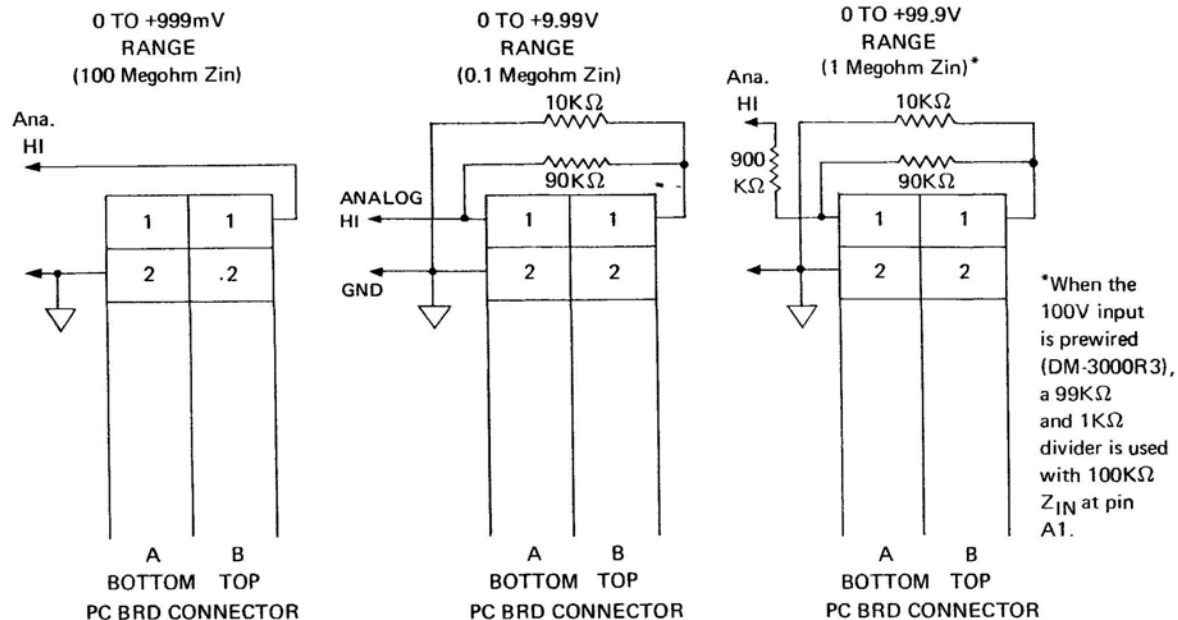 0 TO +999mV
RANGE
(100 Megohm Zin)
Ana.
HI
1 1
2 .2
A B
BOTTOM TOP
PC BRD CONNECTOR
0 TO +9.99V
RANGE
(0.1 Megohm Zin)
10KΩ
90KΩ
ANALOG
HI
GND
1 1
2 2
A B
BOTTOM TOP
PC BRD CONNECTOR
0 TO +99.9V
RANGE
(1 Megohm Zin)*
Ana.
HI
10KΩ
900
KΩ
90KΩ
1 1
2 2
A B
BOTTOM TOP
PC BRD CONNECTOR
*When the
100V input
is prewired
(DM-3000R3),
a 99KΩ
and 1KΩ
divider is used
with 100KΩ
ZIN at pin
A1.